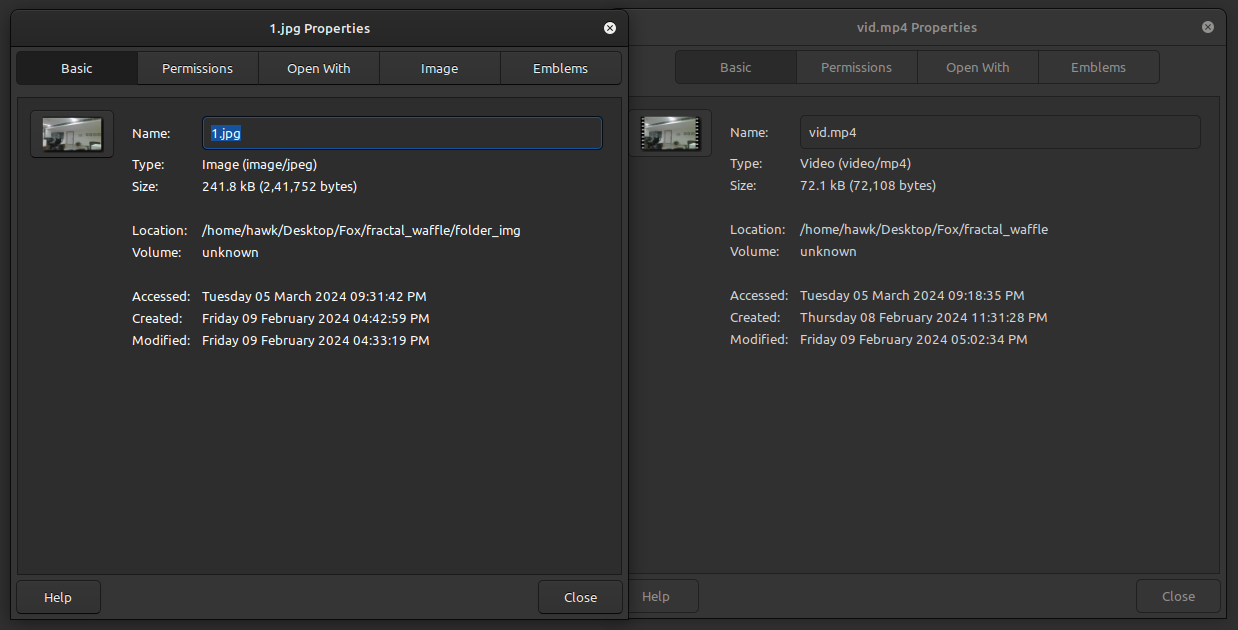 1.jpg Properties
Basic Permissions Open With Image Emblems
Name: 1.jpg
Type: Image (image/jpeg)
Size: 241.8 kB (2,41,752 bytes)
Location: /home/hawk/Desktop/Fox/fractal_waffle/folder_img
Volume: unknown
Accessed: Tuesday 05 March 2024 09:31:42 PM
Created: Friday 09 February 2024 04:42:59 PM
Modified: Friday 09 February 2024 04:33:19 PM
Help Close
vid.mp4 Properties
Basic Permissions Open With Emblems
Name: vid.mp4
Type: Video (video/mp4)
Size: 72.1 kB (72,108 bytes)
Location: /home/hawk/Desktop/Fox/fractal_waffle
Volume: unknown
Accessed: Tuesday 05 March 2024 09:18:35 PM
Created: Thursday 08 February 2024 11:31:28 PM
Modified: Friday 09 February 2024 05:02:34 PM
Help Close